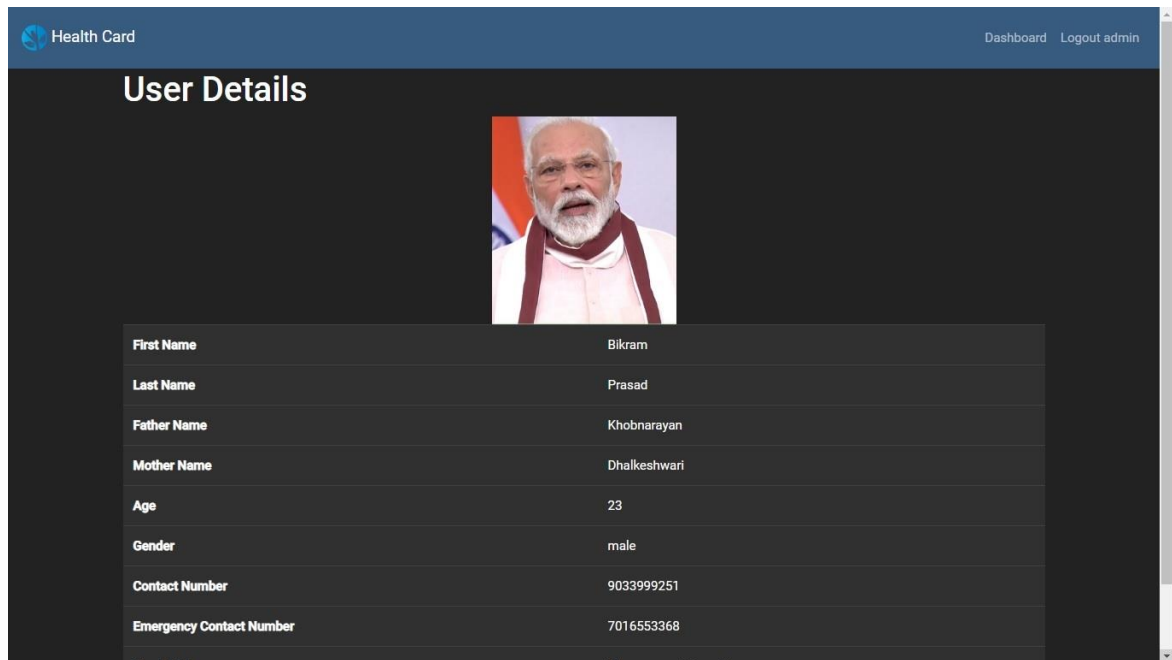 Health Card Dashboard Logout admin
User Details
First Name Bikram
Last Name Prasad
Father Name Khobnarayan
Mother Name Dhalkeshwari
Age 23
Gender male
Contact Number 9033999251
Emergency Contact Number 7016553368